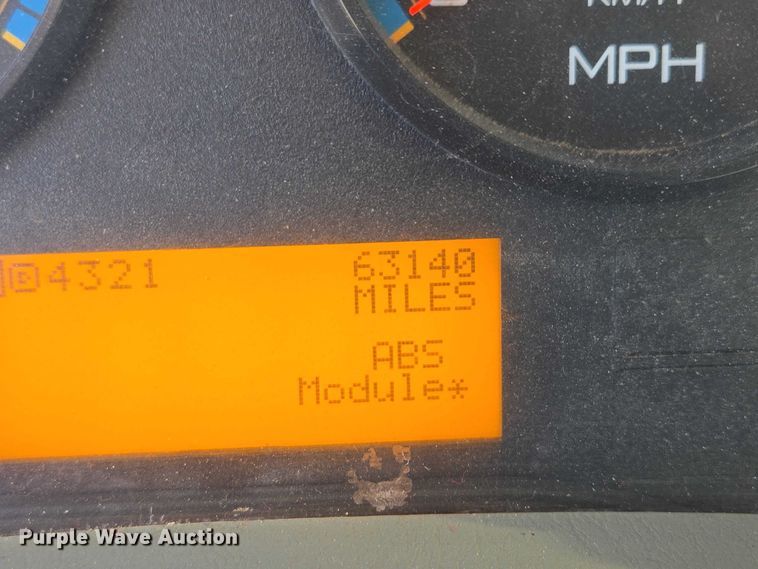 MPH
4321 63140
MILES
ABS
Module*
Purple Wave Auction